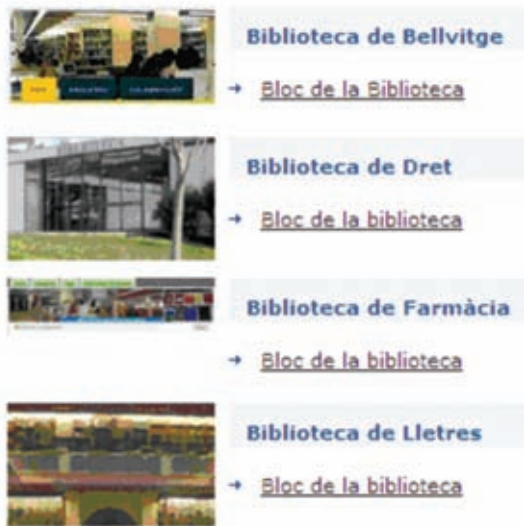 Biblioteca de Bellvitge
Bloc de la Biblioteca
Biblioteca de Dret
Bloc de la biblioteca
Biblioteca de Farmàcia
Bloc de la biblioteca
Biblioteca de Lletres
Bloc de la biblioteca